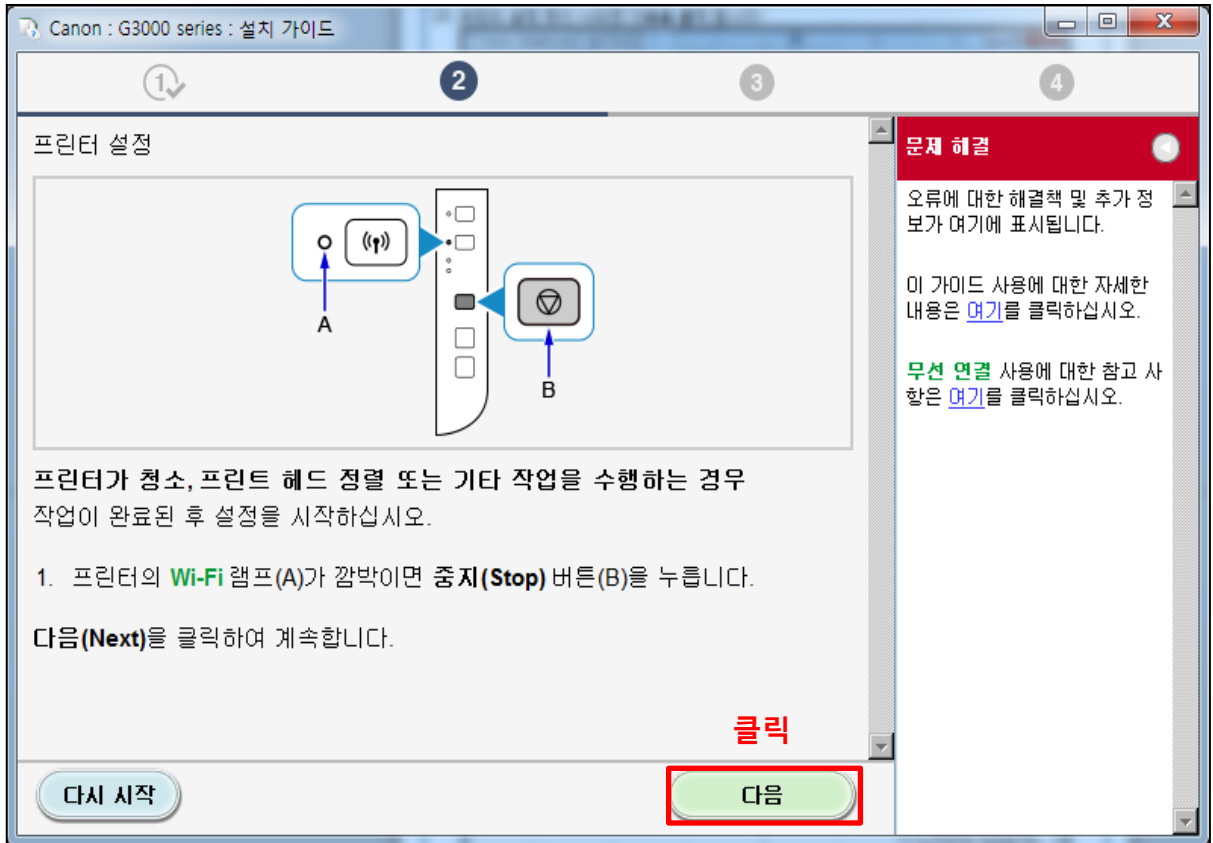 Canon : G3000 series : 설치 가이드
1
2
3
4
프린터 설정
A
B
프린터가 청소, 프린트 헤드 정렬 또는 기타 작업을 수행하는 경우
작업이 완료된 후 설정을 시작하십시오.
1. 프린터의 Wi-Fi 램프(A)가 깜박이면 중지(Stop) 버튼(B)을 누릅니다.
다음(Next)을 클릭하여 계속합니다.
클릭
다시 시작
다음
문제 해결
오류에 대한 해결책 및 추가 정
보가 여기에 표시됩니다.
이 가이드 사용에 대한 자세한
내용은 여기를 클릭하십시오.
무선 연결 사용에 대한 참고 사
항은 여기를 클릭하십시오.